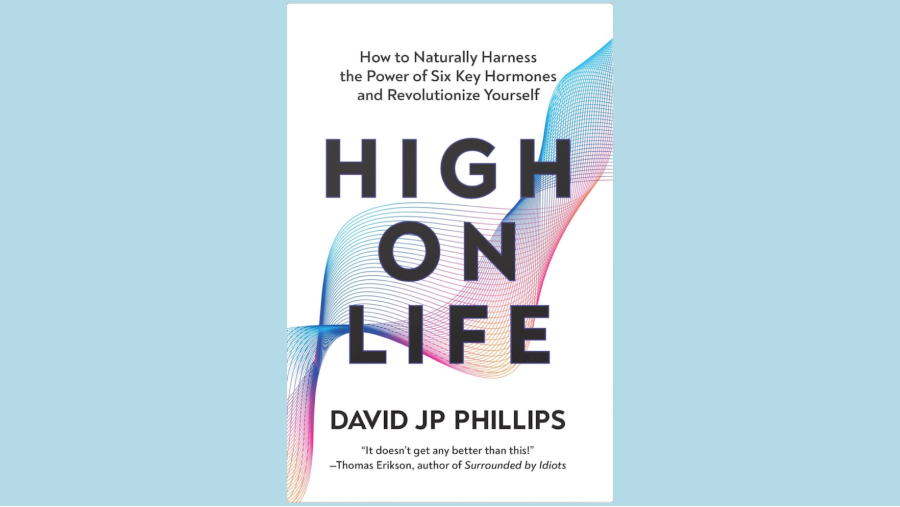 How to Naturally Harness
the Power of Six Key Hormones
and Revolutionize Yourself
HIGH
ON
LIFE
DAVID JP PHILLIPS
“It doesn’t get any better than this!”
—Thomas Erikson, author of Surrounded by Idiots